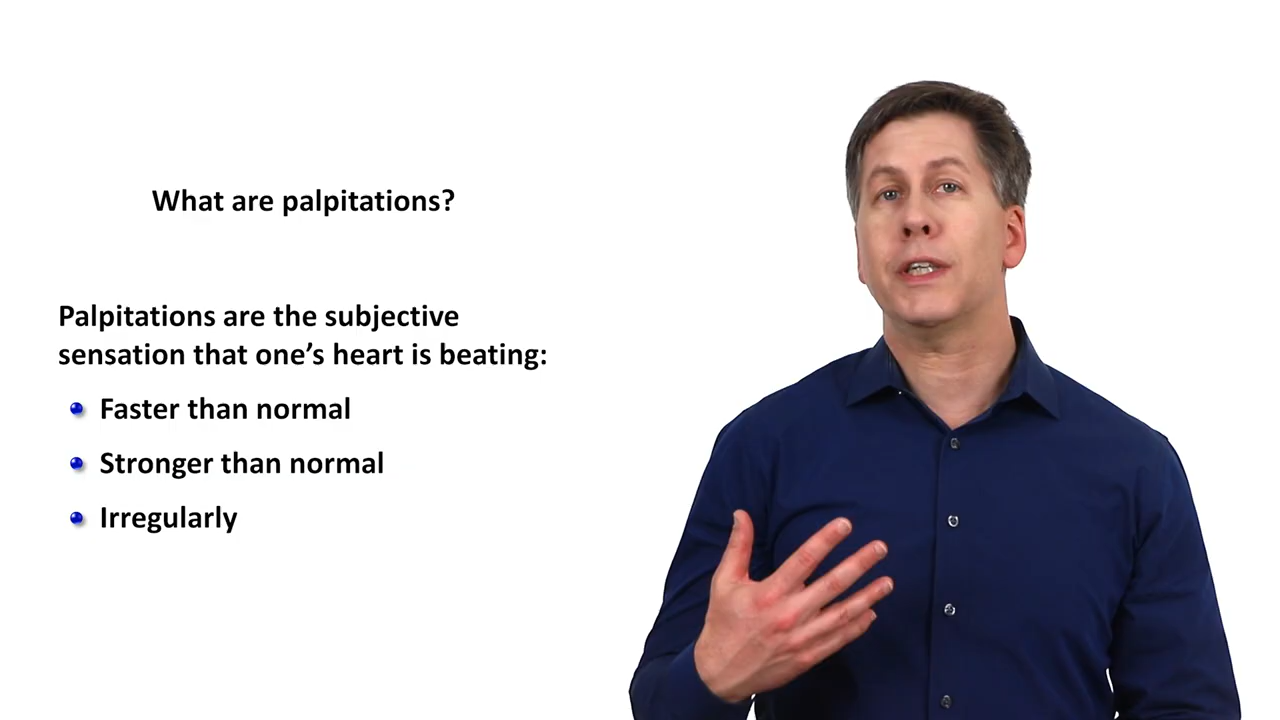 What are palpitations?
Palpitations are the subjective
sensation that one’s heart is beating:
Faster than normal
Stronger than normal
Irregularly